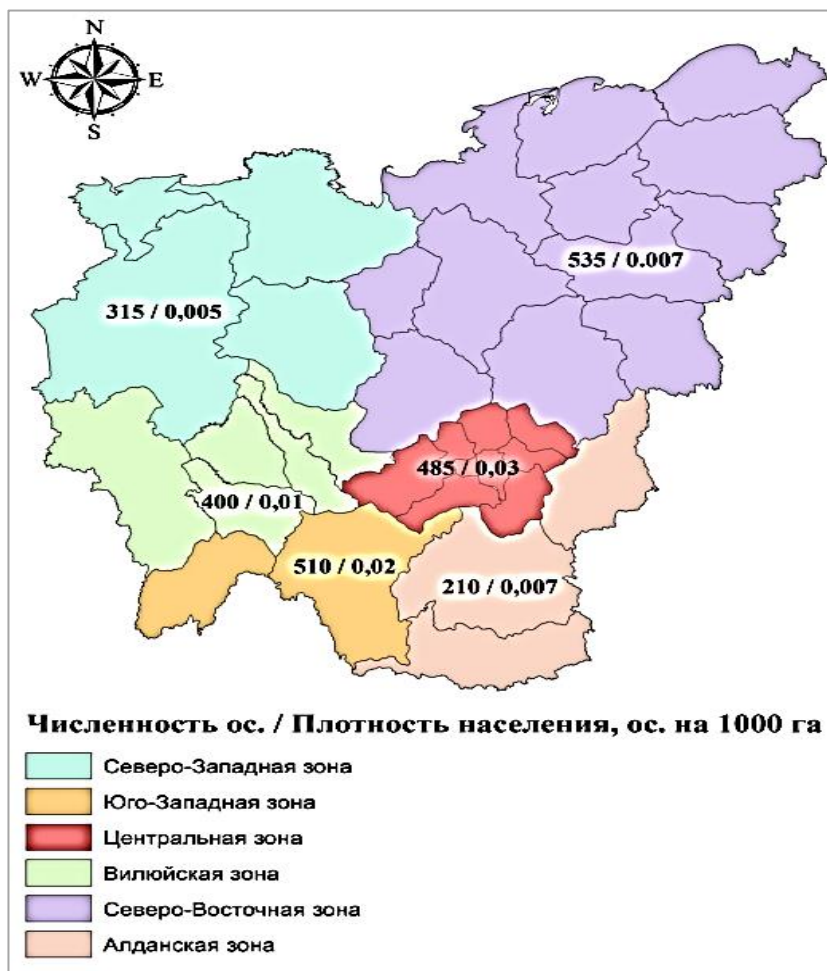 N
W E
S
535 / 0.007
315 / 0,005
485 / 0,03
400 / 0,01
510 / 0,02
210 / 0,007
Численность ос. / Плотность населения, ос. на 1000 га
Северо-Западная зона
Юго-Западная зона
Центральная зона
Вилюйская зона
Северо-Восточная зона
Алданская зона